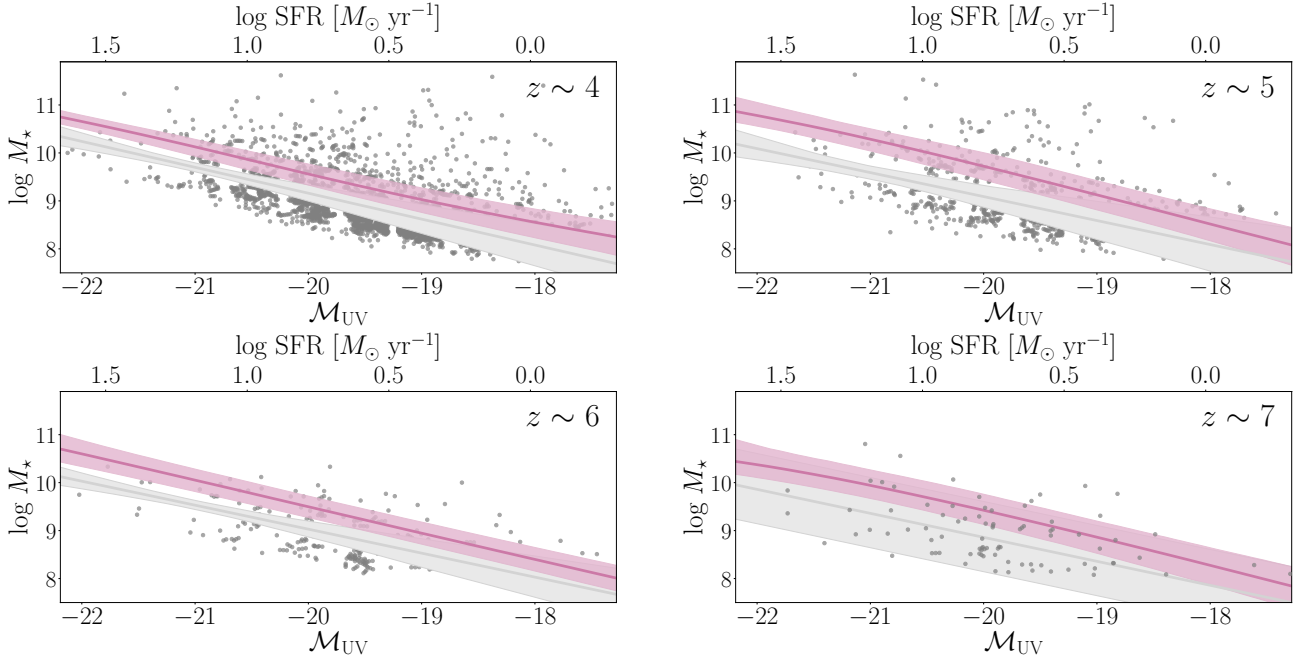 log SFR [M⊙ yr−1]
1.5 1.0 0.5 0.0
z ∼ 4
log M⋆
11
10
9
8
−22 −21 −20 −19 −18
MUV
log SFR [M⊙ yr−1]
1.5 1.0 0.5 0.0
z ∼ 5
log M⋆
11
10
9
8
−22 −21 −20 −19 −18
MUV
log SFR [M⊙ yr−1]
1.5 1.0 0.5 0.0
z ∼ 6
log M⋆
11
10
9
8
−22 −21 −20 −19 −18
MUV
log SFR [M⊙ yr−1]
1.5 1.0 0.5 0.0
z ∼ 7
log M⋆
11
10
9
8
−22 −21 −20 −19 −18
MUV